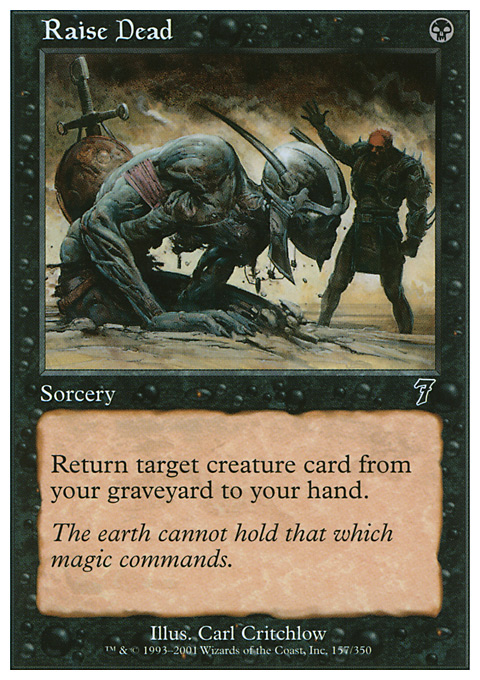 Raise Dead
Sorcery
Return target creature card from
your graveyard to your hand.
The earth cannot hold that which
magic commands.
Illus. Carl Critchlow
™ & © 1993–2001 Wizards of the Coast, Inc. 157/350